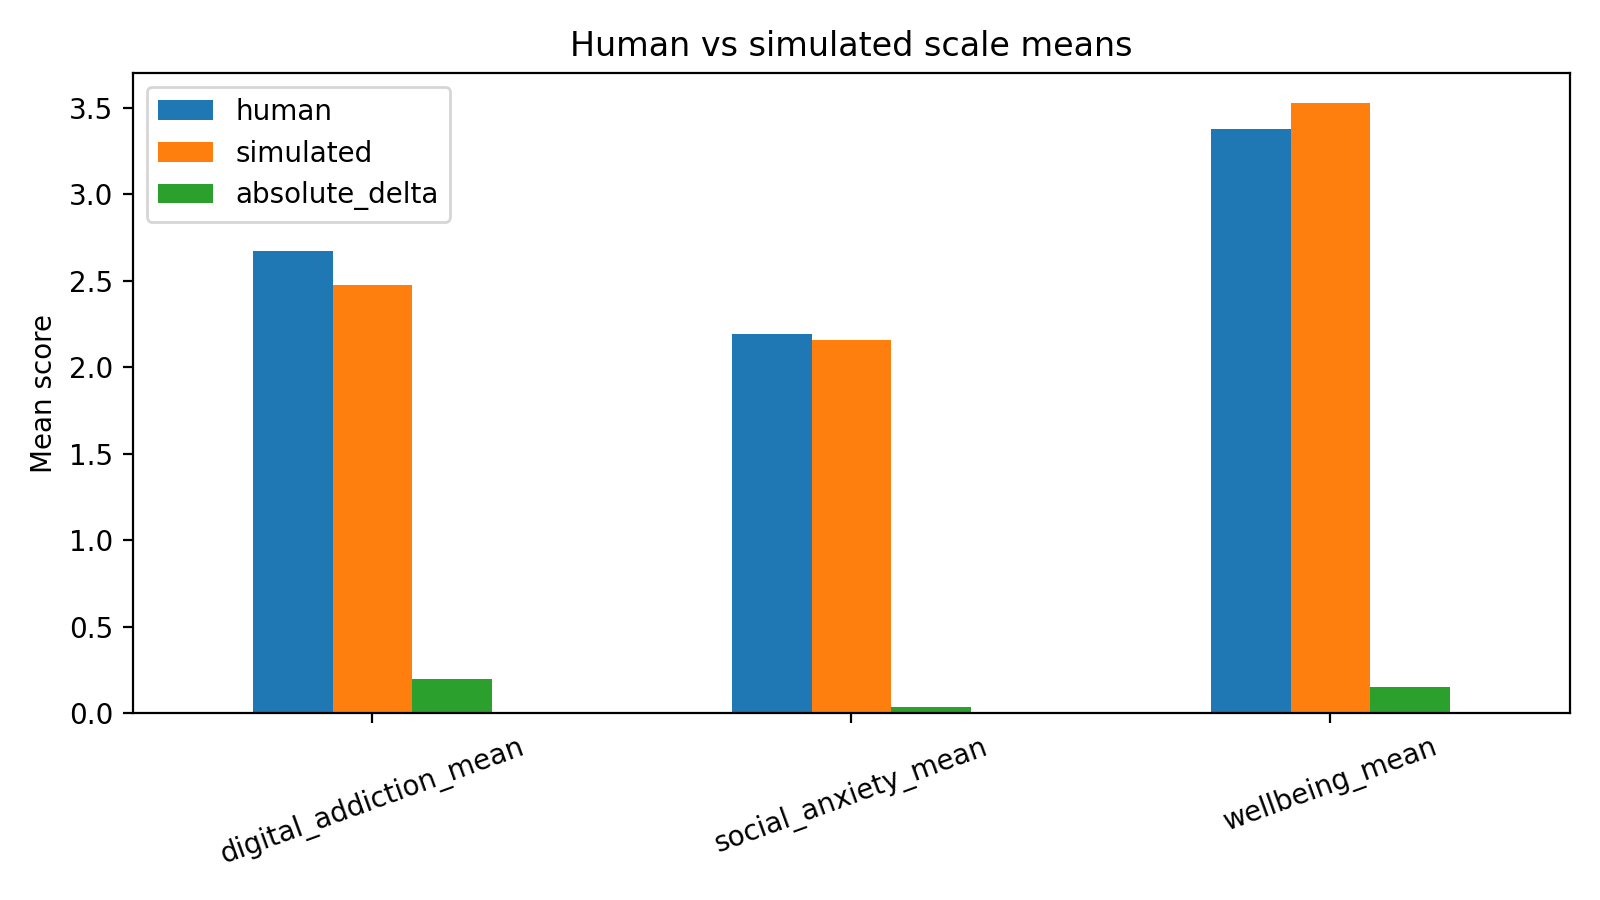 Human vs simulated scale means
human
simulated
absolute_delta
Mean score
3.5
3.0
2.5
2.0
1.5
1.0
0.5
0.0
digital_addiction_mean
social_anxiety_mean
wellbeing_mean